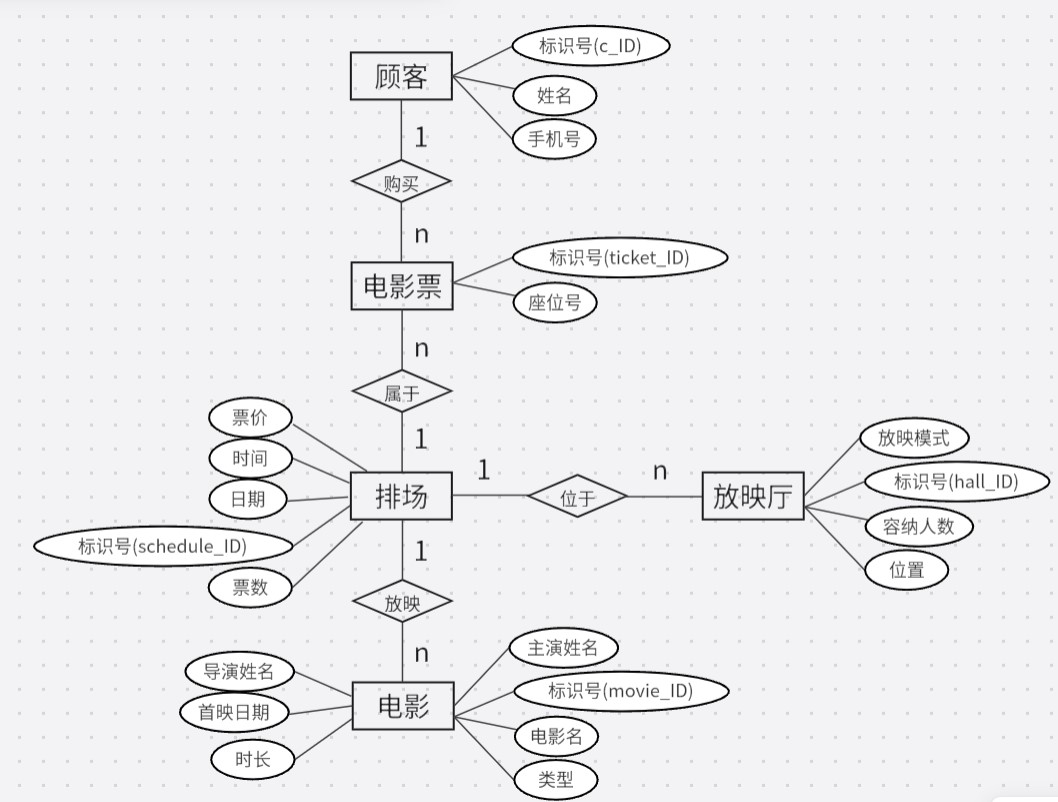 标识号(c_ID)
顾客
姓名
手机号
1
购买
n
标识号(ticket_ID)
电影票
座位号
n
属于
1
票价
时间
日期
标识号(schedule_ID)
票数
排场
1
位于
n
放映厅
放映模式
标识号(hall_ID)
容纳人数
位置
1
放映
n
导演姓名
首映日期
时长
电影
主演姓名
标识号(movie_ID)
电影名
类型